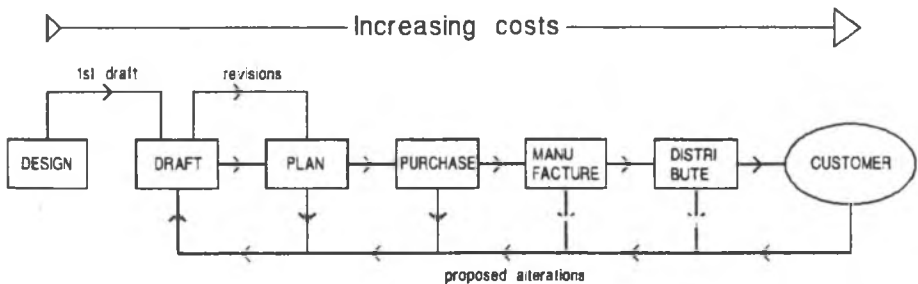 Increasing costs
1st draft
revisions
DESIGN
DRAFT
PLAN
PURCHASE
MANU
FACTURE
DISTRI
BUTE
CUSTOMER
proposed alterations